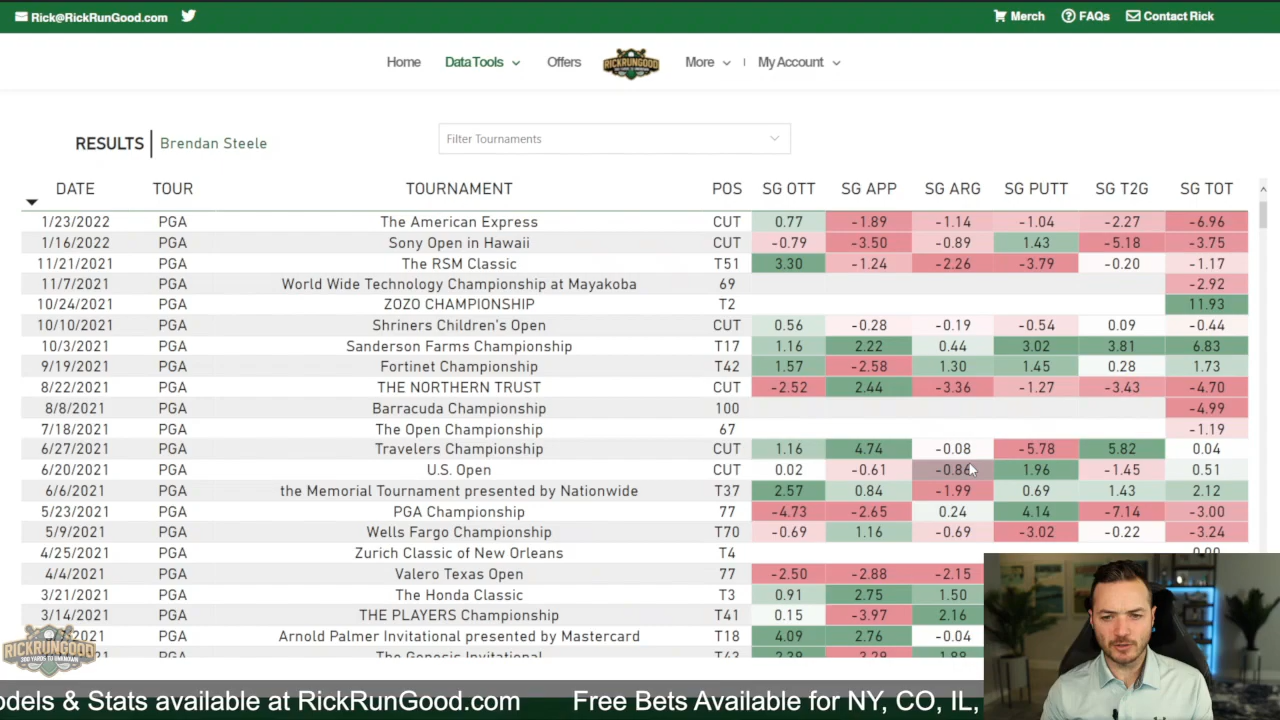 Rick@RickRunGood.com Merch FAQs Contact Rick
Home Data Tools Offers RICKRUNGOOD More | My Account
RESULTS | Brendan Steele Filter Tournaments
DATE TOUR TOURNAMENT POS SG OTT SG APP SG ARG SG PUTT SG T2G SG TOT
1/23/2022 PGA The American Express CUT 0.77 -1.89 -1.14 -1.04 -2.27 -6.96
1/16/2022 PGA Sony Open in Hawaii CUT -0.79 -3.50 -0.89 1.43 -5.18 -3.75
11/21/2021 PGA The RSM Classic T51 3.30 -1.24 -2.26 -3.79 -0.20 -1.17
11/7/2021 PGA World Wide Technology Championship at Mayakoba 69 -2.92
10/24/2021 PGA ZOZO CHAMPIONSHIP T2 11.93
10/10/2021 PGA Shriners Children's Open CUT 0.56 -0.28 -0.19 -0.54 0.09 -0.44
10/3/2021 PGA Sanderson Farms Championship T17 1.16 2.22 0.44 3.02 3.81 6.83
9/19/2021 PGA Fortinet Championship T42 1.57 -2.58 1.30 1.45 0.28 1.73
8/22/2021 PGA THE NORTHERN TRUST CUT -2.52 2.44 -3.36 -1.27 -3.43 -4.70
8/8/2021 PGA Barracuda Championship 100 -4.99
7/18/2021 PGA The Open Championship 67 -1.19
6/27/2021 PGA Travelers Championship CUT 1.16 4.74 -0.08 -5.78 5.82 0.04
6/20/2021 PGA U.S. Open CUT 0.02 -0.61 -0.86 1.96 -1.45 0.51
6/6/2021 PGA the Memorial Tournament presented by Nationwide T37 2.57 0.84 -1.99 0.69 1.43 2.12
5/23/2021 PGA PGA Championship 77 -4.73 -2.65 0.24 4.14 -7.14 -3.00
5/9/2021 PGA Wells Fargo Championship T70 -0.69 1.16 -0.69 -3.02 -0.22 -3.24
4/25/2021 PGA Zurich Classic of New Orleans T4
4/4/2021 PGA Valero Texas Open 77 -2.50 -2.88 -2.15
3/21/2021 PGA The Honda Classic T3 0.91 2.75 1.50
3/14/2021 PGA THE PLAYERS Championship T41 0.15 -3.97 2.16
PGA Arnold Palmer Invitational presented by Mastercard T18 4.09 2.76 -0.04
PGA The Genesis Invitational
RICKRUNGOOD
300 YARDS TO UNKNOWN
odels & Stats available at RickRunGood.com Free Bets Available for NY, CO, IL,